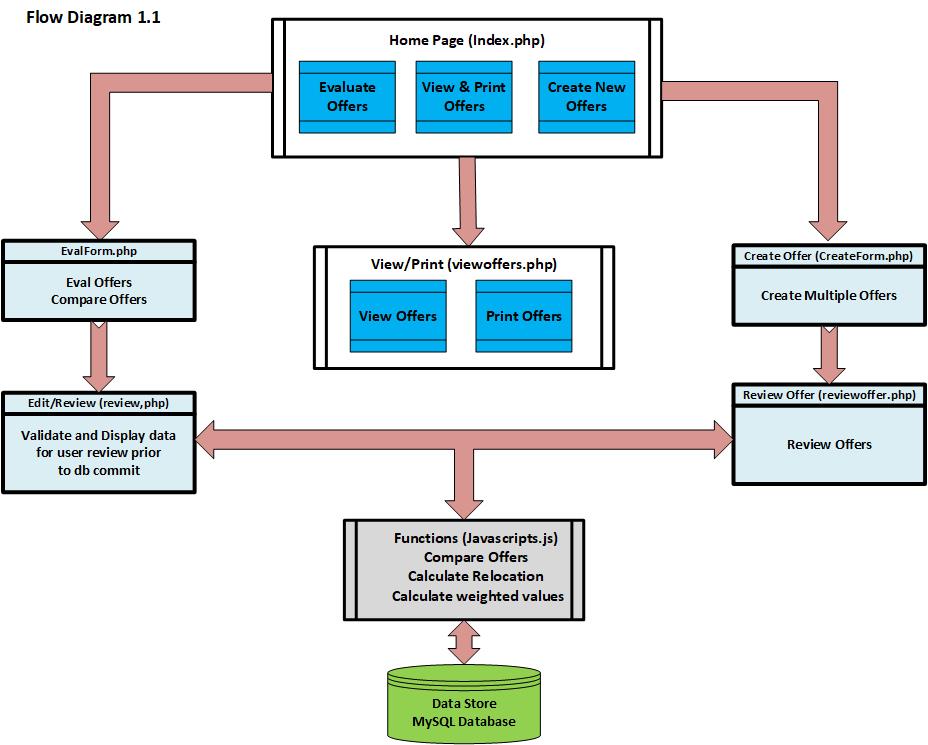 Flow Diagram 1.1
Home Page (Index.php)
Evaluate
Offers
View & Print
Offers
Create New
Offers
EvalForm.php
Eval Offers
Compare Offers
View/Print (viewoffers.php)
View Offers
Print Offers
Create Offer (CreateForm.php)
Create Multiple Offers
Edit/Review (review,php)
Validate and Display data
for user review prior
to db commit
Review Offer (reviewoffer.php)
Review Offers
Functions (Javascripts.js)
Compare Offers
Calculate Relocation
Calculate weighted values
Data Store
MySQL Database